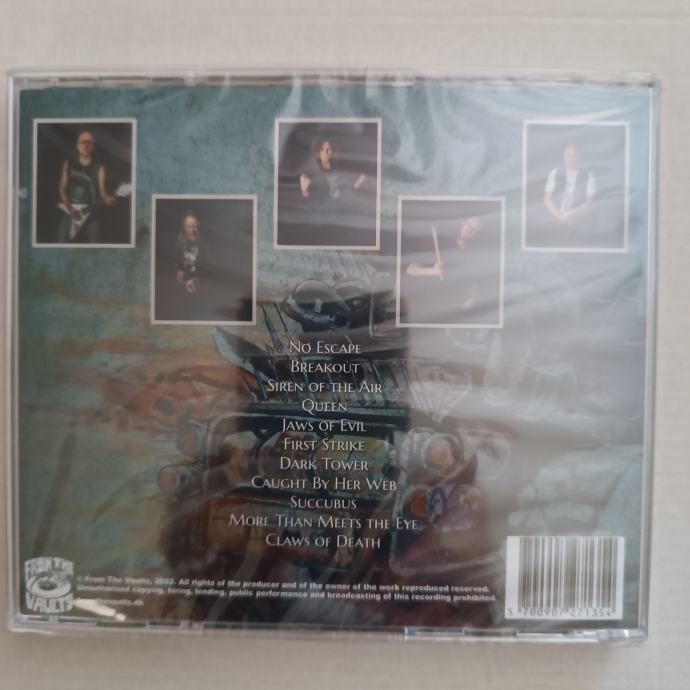 No Escape
Breakout
Siren of the Air
Queen
Jaws of Evil
First Strike
Dark Tower
Caught By Her Web
Succubus
More Than Meets the Eye
Claws of Death
FROM THE VAULTS
© From The Vaults, 2022. All rights of the producer and of the owner of the work reproduced reserved.
Unauthorised copying, hiring, lending, public performance and broadcasting of this recording prohibited.
5 700907 271354